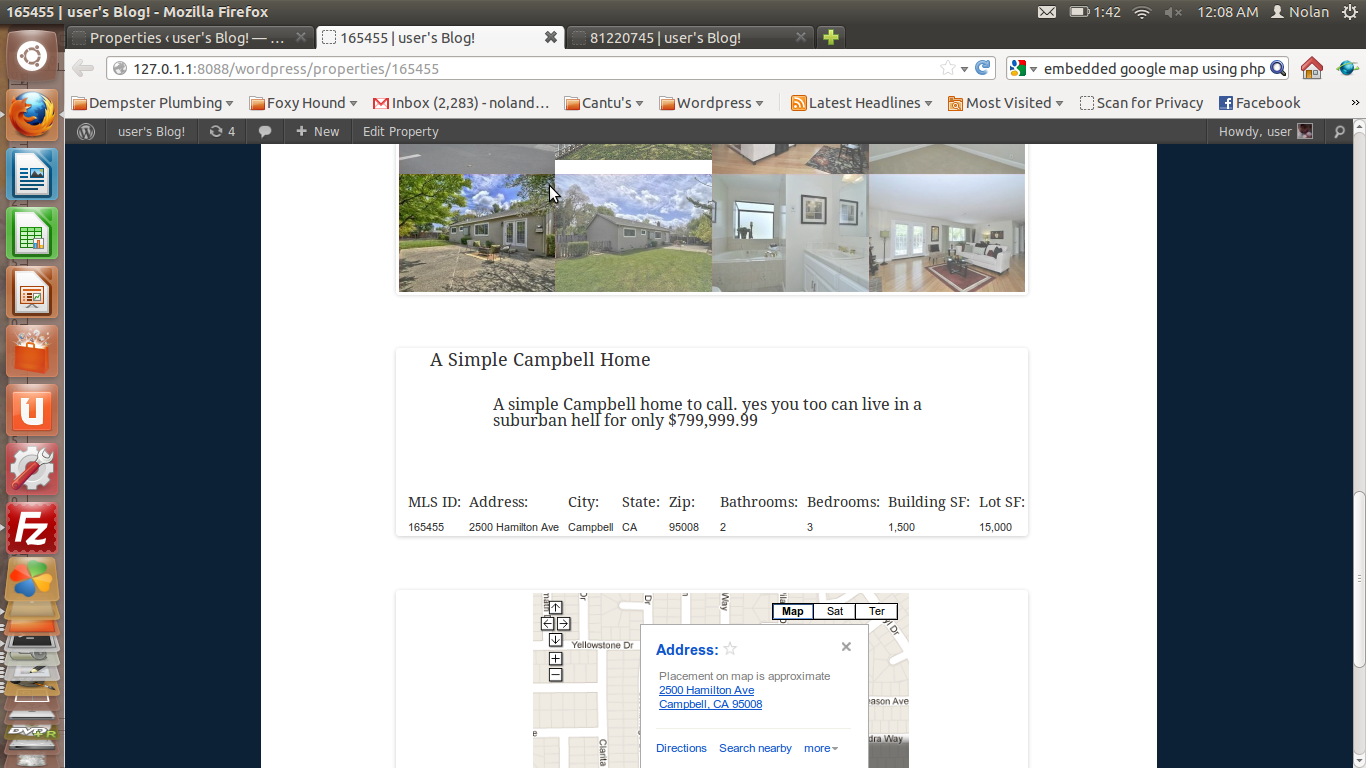 165455 | user's Blog! - Mozilla Firefox
1:42
12:08 AM
Nolan
Properties ‹ user's Blog! — ...
165455 | user's Blog!
81220745 | user's Blog!
127.0.1.1:8088/wordpress/properties/165455
embedded google map using php
Dempster Plumbing
Foxy Hound
Inbox (2,283) - noland...
Cantu's
Wordpress
Latest Headlines
Most Visited
Scan for Privacy
Facebook
»
user's Blog!
4
+ New
Edit Property
Howdy, user
A Simple Campbell Home
A simple Campbell home to call. yes you too can live in a
suburban hell for only $799,999.99
MLS ID: Address: City: State: Zip: Bathrooms: Bedrooms: Building SF: Lot SF:
165455 2500 Hamilton Ave Campbell CA 95008 2 3 1,500 15,000
Dr
Dr
Way
Map
Sat
Ter
yl Dr
Yellowstone Dr
Address:
Placement on map is approximate
2500 Hamilton Ave
Campbell, CA 95008
ason Ave
dra Way
Clarita
Directions
Search nearby
more